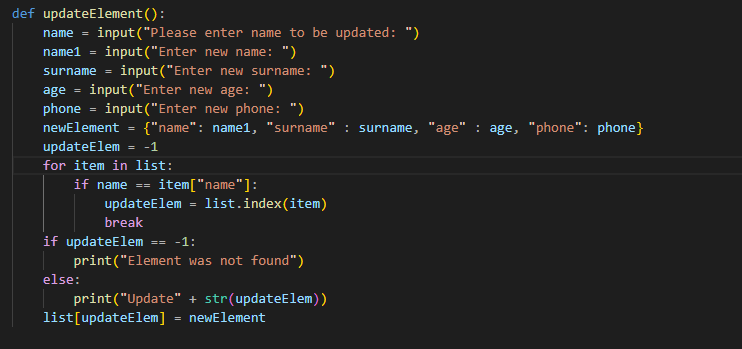 def updateElement():
    name = input("Please enter name to be updated: ")
    name1 = input("Enter new name: ")
    surname = input("Enter new surname: ")
    age = input("Enter new age: ")
    phone = input("Enter new phone: ")
    newElement = {"name": name1, "surname" : surname, "age" : age, "phone": phone}
    updateElem = -1
    for item in list:
        if name == item["name"]:
            updateElem = list.index(item)
            break
    if updateElem == -1:
        print("Element was not found")
    else:
        print("Update" + str(updateElem))
    list[updateElem] = newElement